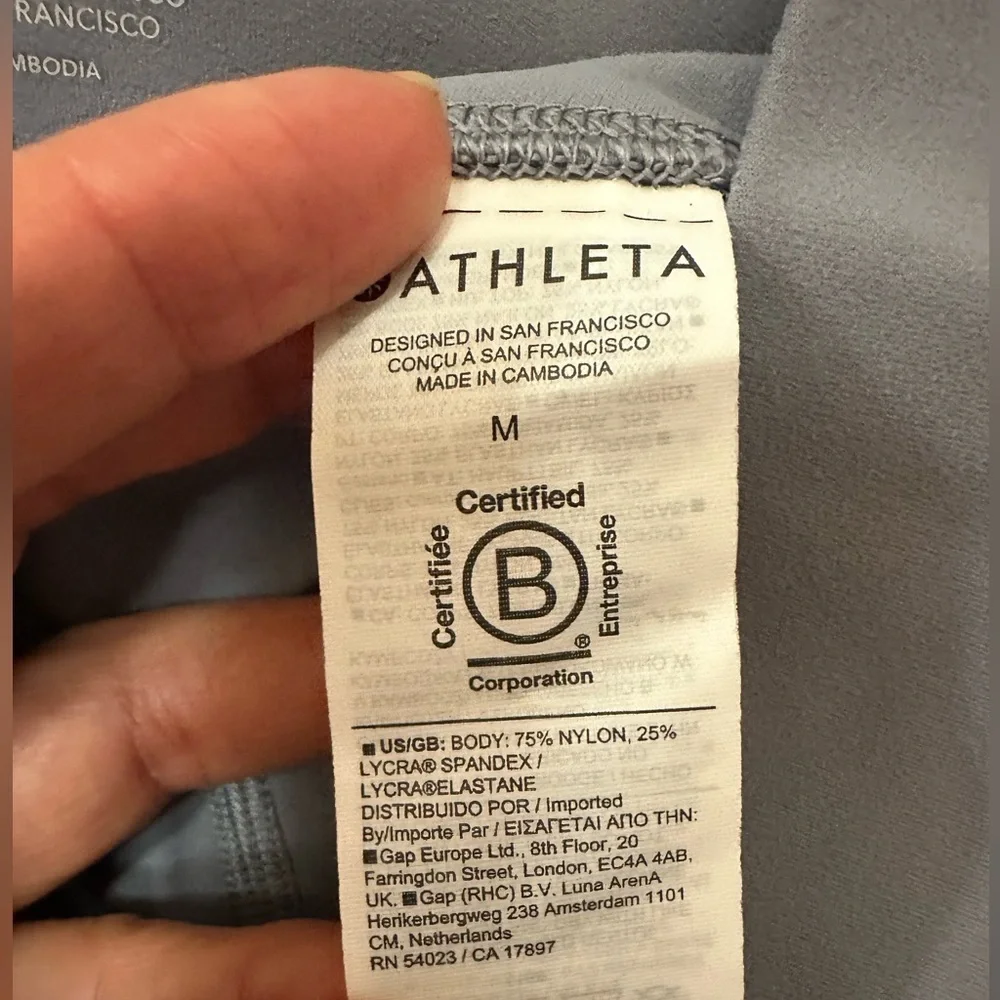 RANCISCO
MBODIA
ATHLETA
DESIGNED IN SAN FRANCISCO
CONÇU À SAN FRANCISCO
MADE IN CAMBODIA
M
Certified
Certifiée
B
Entreprise
®
Corporation
US/GB: BODY: 75% NYLON, 25%
LYCRA® SPANDEX /
LYCRA®ELASTANE
DISTRIBUIDO POR / Imported
By/Importe Par / ΕΙΣΑΓΕΤΑΙ ΑΠΟ ΤΗΝ:
Gap Europe Ltd., 8th Floor, 20
Farringdon Street, London, EC4A 4AB,
UK. Gap (RHC) B.V. Luna ArenA
Herikerbergweg 238 Amsterdam 1101
CM, Netherlands
RN 54023 / CA 17897